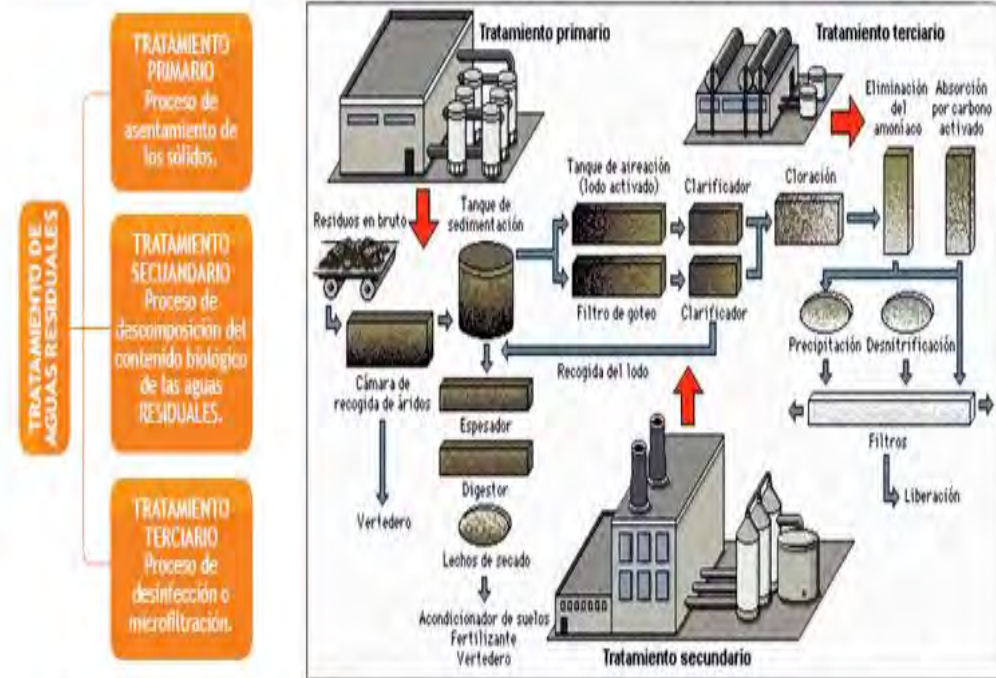 TRATAMIENTO DE
AGUAS RESIDUALES
TRATAMIENTO
PRIMARIO
Proceso de
asentamiento de
los sólidos.
TRATAMIENTO
SECUANDARIO
Proceso de
descomposición del
contenido biológico
de las aguas
RESIDUALES.
TRATAMIENTO
TERCIARIO
Proceso de
desinfección o
microfiltración.
Tratamiento primario
Tratamiento terciario
Eliminación
del
amoníaco
Absorción
por carbono
activado
Residuos en bruto
Tanque de
sedimentación
Tanque de aireación
(lodo activado)
Clarificador
Cloración
Filtro de goteo
Clarificador
Cámara de
recogida de áridos
Recogida del lodo
Precipitación
Desnitrificación
Espesador
Filtros
Digestor
Liberación
Vertedero
Lechos de secado
Acondicionador de suelos
Fertilizante
Vertedero
Tratamiento secundario